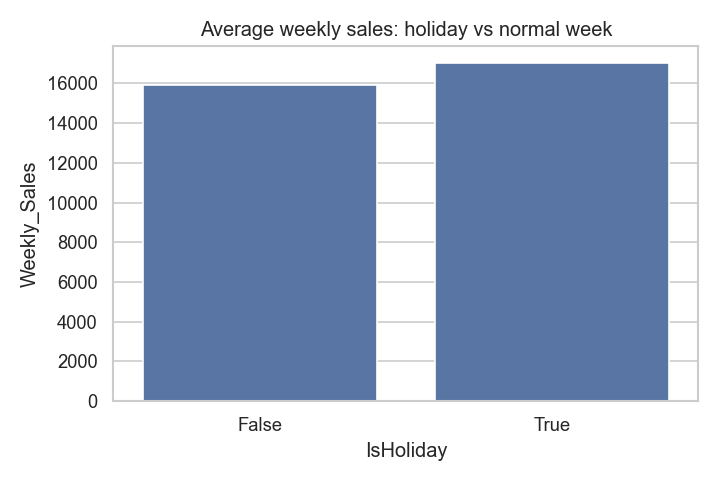 Average weekly sales: holiday vs normal week
Weekly_Sales
16000
14000
12000
10000
8000
6000
4000
2000
0
False
True
IsHoliday